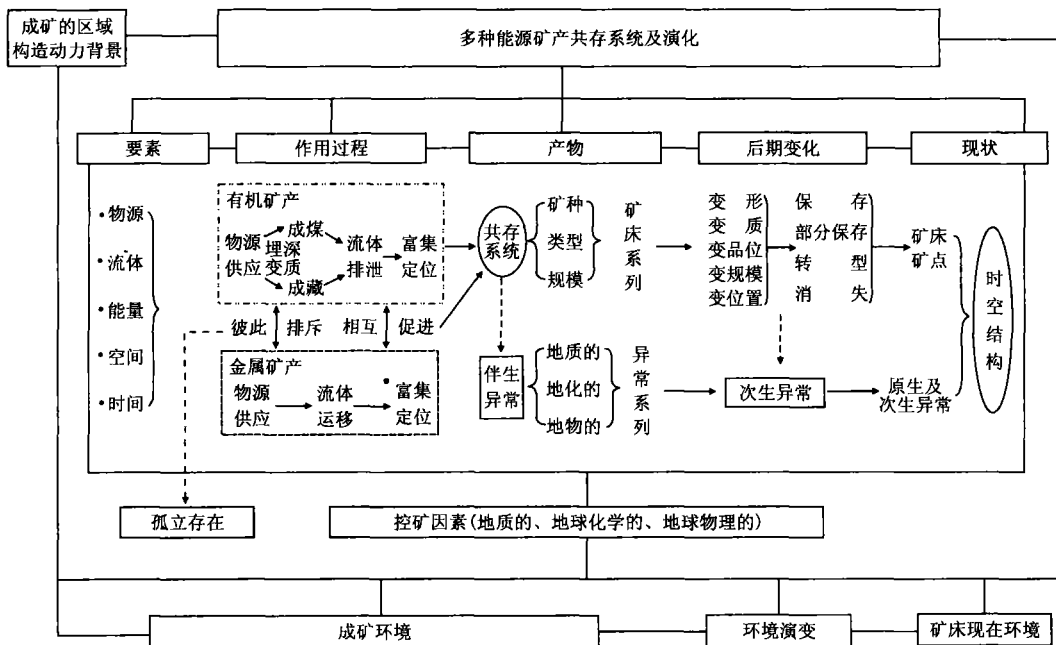 成矿的区域
构造动力背景
多种能源矿产共存系统及演化
要素
作用过程
产物
后期变化
现状
·物源
·流体
·能量
·空间
·时间
有机矿产
物源
供应
成煤
埋深
变质
成藏
流体
排泄
富集
定位
彼此
排斥
相互
促进
金属矿产
物源
供应
流体
运移
富集
定位
共存
系统
矿种
类型
规模
矿床系列
伴生
异常
地质的
地化的
地物的
异常系列
变形
变质
变品位
变规模
变位置
保存
部分保存
转型
消失
次生异常
矿床
矿点
原生及
次生异常
时空结构
孤立存在
控矿因素(地质的、地球化学的、地球物理的)
成矿环境
环境演变
矿床现在环境